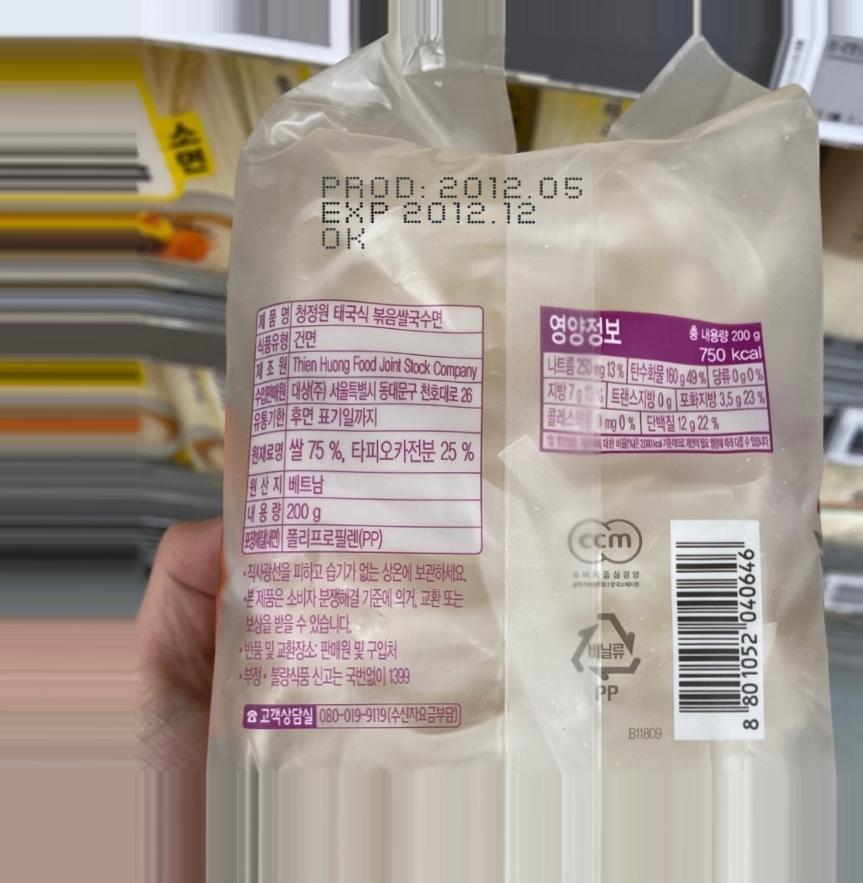 소면
PROD: 2012.05
EXP 2012.12
OK
제 품 명 청정원 태국식 볶음쌀국수면
식품유형 건면
제 조 원 Thien Huong Food Joint Stock Company
수입판매원 대상(주) 서울특별시 동대문구 천호대로 26
유통기한 후면 표기일까지
원재료명 쌀 75 %, 타피오카전분 25 %
원 산 지 베트남
내 용 량 200 g
폴리프로필렌(PP)
•직사광선을 피하고 습기가 없는 상온에 보관하세요.
•본 제품은 소비자 분쟁해결 기준에 의거, 교환 또는
보상을 받을 수 있습니다.
•반품 및 교환장소: 판매원 및 구입처
•부정•불량식품 신고는 국번없이 1399
☎고객상담실 080-019-9119(수신자요금부담)
영양정보 총 내용량 200 g
750 kcal
나트륨 250 mg 13 % 탄수화물 160 g 49 % 당류 0 g 0 %
지방 7 g 트랜스지방 0 g 포화지방 3.5 g 23 %
mg 0 % 단백질 12 g 22 %
ccm
소비자중심경영
비닐류
PP
B11809
8 801052 040646